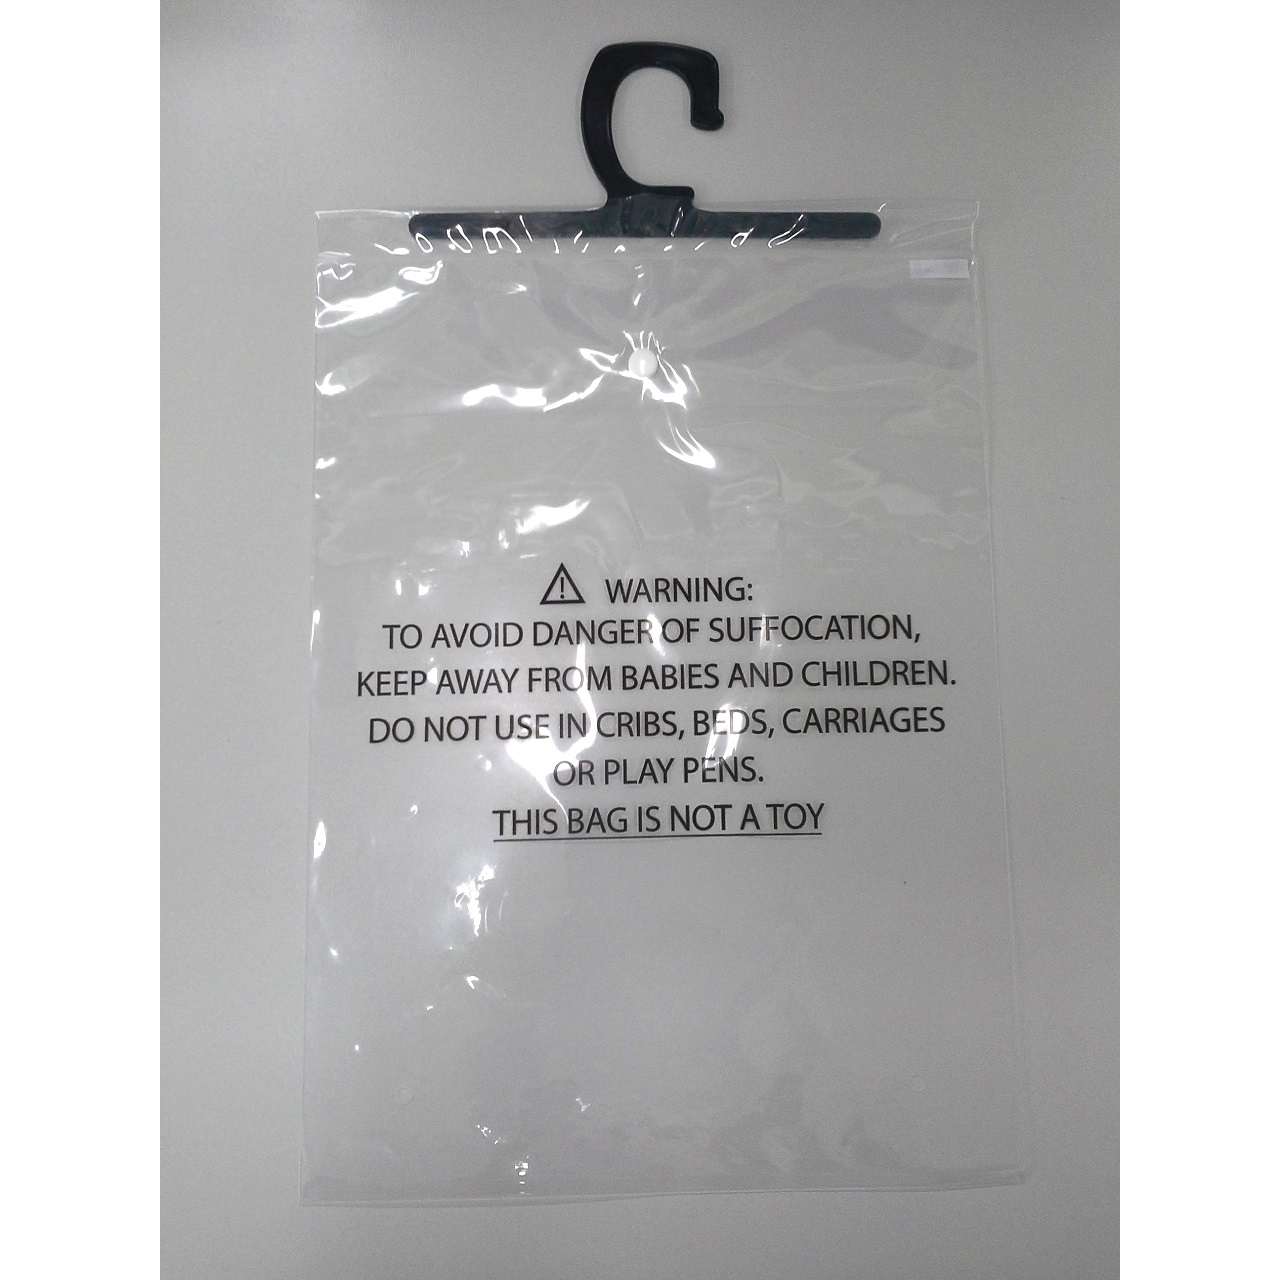 WARNING:
TO AVOID DANGER OF SUFFOCATION,
KEEP AWAY FROM BABIES AND CHILDREN.
DO NOT USE IN CRIBS, BEDS, CARRIAGES
OR PLAY PENS.
THIS BAG IS NOT A TOY